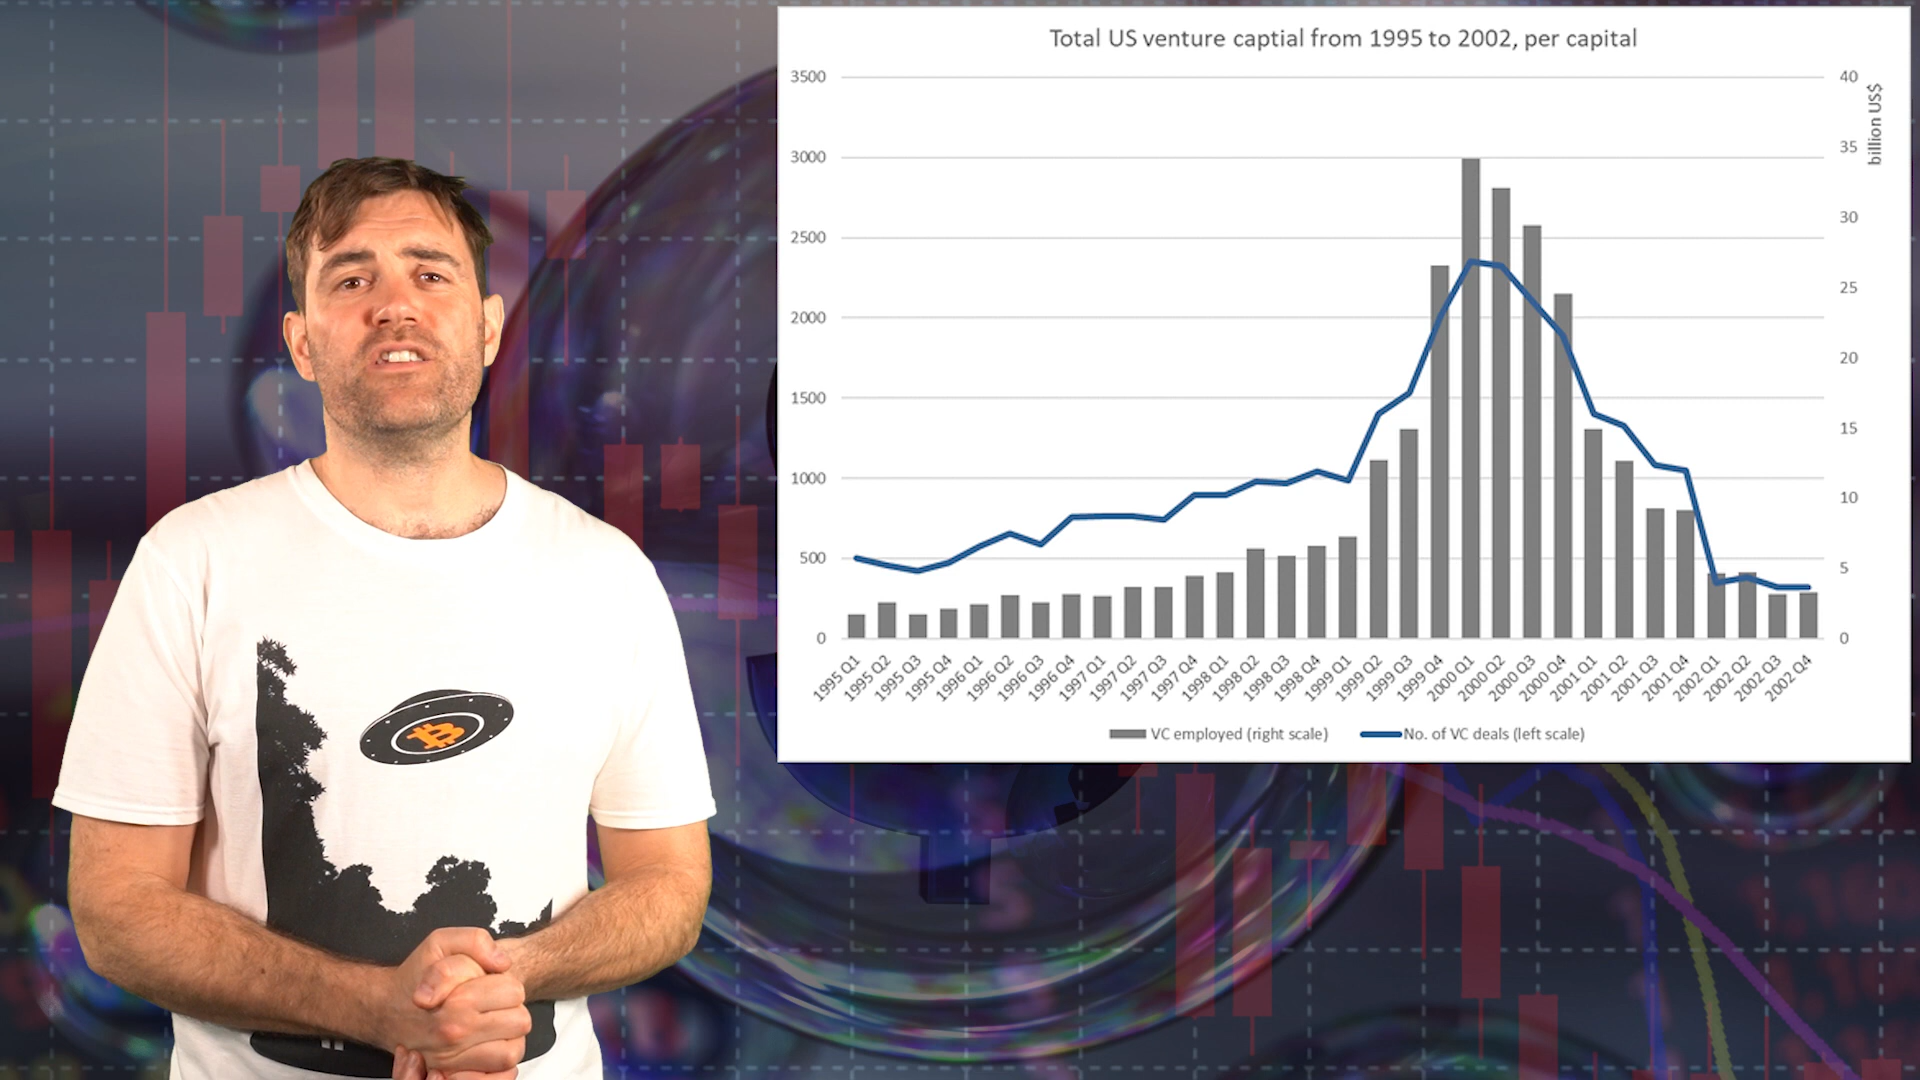 Total US venture captial from 1995 to 2002, per capital
3500
3000
2500
2000
1500
1000
500
0
40
35
30
25
20
15
10
5
0
billion US$
1995 Q1
1995 Q2
1995 Q3
1995 Q4
1996 Q1
1996 Q2
1996 Q3
1996 Q4
1997 Q1
1997 Q2
1997 Q3
1997 Q4
1998 Q1
1998 Q2
1998 Q3
1998 Q4
1999 Q1
1999 Q2
1999 Q3
1999 Q4
2000 Q1
2000 Q2
2000 Q3
2000 Q4
2001 Q1
2001 Q2
2001 Q3
2001 Q4
2002 Q1
2002 Q2
2002 Q3
2002 Q4
VC employed (right scale)
No. of VC deals (left scale)